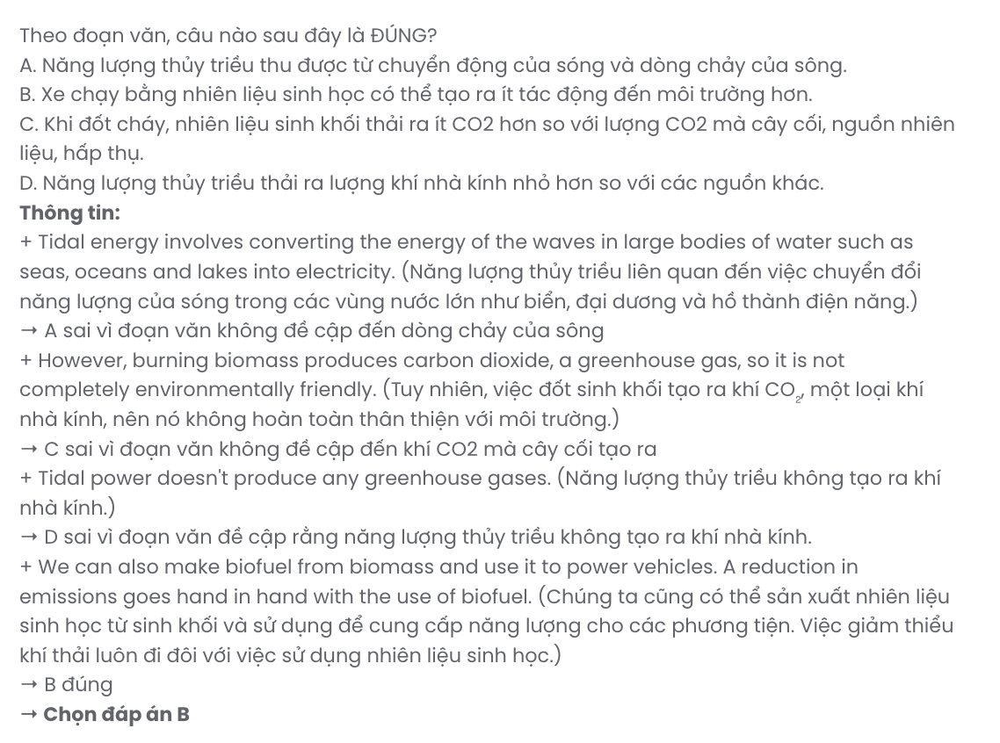 Theo đoạn văn, câu nào sau đây là ĐÚNG?
A. Năng lượng thủy triều thu được từ chuyển động của sóng và dòng chảy của sông.
B. Xe chạy bằng nhiên liệu sinh học có thể tạo ra ít tác động đến môi trường hơn.
C. Khi đốt cháy, nhiên liệu sinh khối thải ra ít CO2 hơn so với lượng CO2 mà cây cối, nguồn nhiên
liệu, hấp thụ.
D. Năng lượng thủy triều thải ra lượng khí nhà kính nhỏ hơn so với các nguồn khác.
Thông tin:
+ Tidal energy involves converting the energy of the waves in large bodies of water such as
seas, oceans and lakes into electricity. (Năng lượng thủy triều liên quan đến việc chuyển đổi
năng lượng của sóng trong các vùng nước lớn như biển, đại dương và hồ thành điện năng.)
→ A sai vì đoạn văn không đề cập đến dòng chảy của sông
+ However, burning biomass produces carbon dioxide, a greenhouse gas, so it is not
completely environmentally friendly. (Tuy nhiên, việc đốt sinh khối tạo ra khí CO₂, một loại khí
nhà kính, nên nó không hoàn toàn thân thiện với môi trường.)
→ C sai vì đoạn văn không đề cập đến khí CO2 mà cây cối tạo ra
+ Tidal power doesn't produce any greenhouse gases. (Năng lượng thủy triều không tạo ra khí
nhà kính.)
→ D sai vì đoạn văn đề cập rằng năng lượng thủy triều không tạo ra khí nhà kính.
+ We can also make biofuel from biomass and use it to power vehicles. A reduction in
emissions goes hand in hand with the use of biofuel. (Chúng ta cũng có thể sản xuất nhiên liệu
sinh học từ sinh khối và sử dụng để cung cấp năng lượng cho các phương tiện. Việc giảm thiểu
khí thải luôn đi đôi với việc sử dụng nhiên liệu sinh học.)
→ B đúng
→ Chọn đáp án B